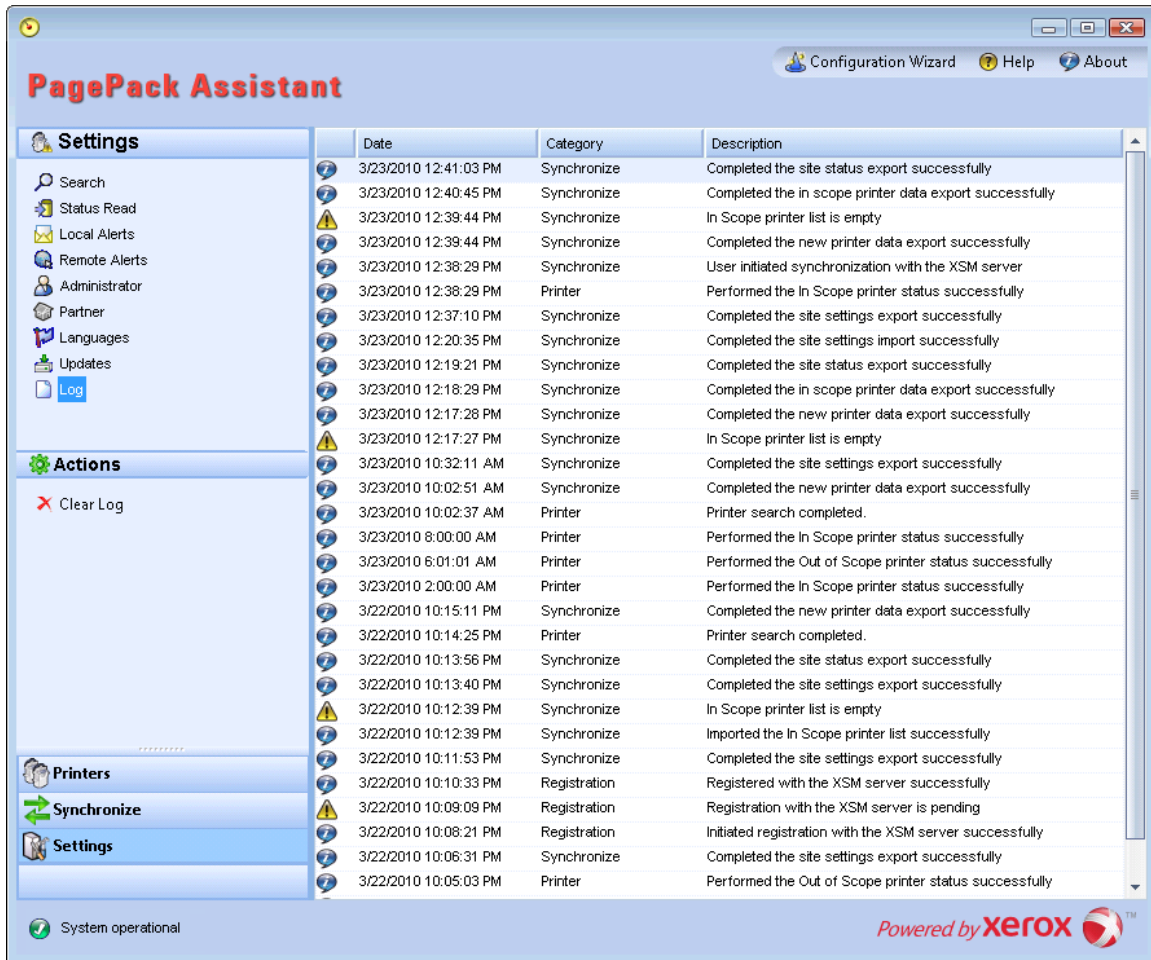 Configuration Wizard Help About
PagePack Assistant
Settings
Search
Status Read
Local Alerts
Remote Alerts
Administrator
Partner
Languages
Updates
Log
Actions
Clear Log
Printers
Synchronize
Settings
Date Category Description
3/23/2010 12:41:03 PM Synchronize Completed the site status export successfully
3/23/2010 12:40:45 PM Synchronize Completed the in scope printer data export successfully
3/23/2010 12:39:44 PM Synchronize In Scope printer list is empty
3/23/2010 12:39:44 PM Synchronize Completed the new printer data export successfully
3/23/2010 12:38:29 PM Synchronize User initiated synchronization with the XSM server
3/23/2010 12:38:29 PM Printer Performed the In Scope printer status successfully
3/23/2010 12:37:10 PM Synchronize Completed the site settings export successfully
3/23/2010 12:20:35 PM Synchronize Completed the site settings import successfully
3/23/2010 12:19:21 PM Synchronize Completed the site status export successfully
3/23/2010 12:18:29 PM Synchronize Completed the in scope printer data export successfully
3/23/2010 12:17:28 PM Synchronize Completed the new printer data export successfully
3/23/2010 12:17:27 PM Synchronize In Scope printer list is empty
3/23/2010 10:32:11 AM Synchronize Completed the site settings export successfully
3/23/2010 10:02:51 AM Synchronize Completed the new printer data export successfully
3/23/2010 10:02:37 AM Printer Printer search completed.
3/23/2010 8:00:00 AM Printer Performed the In Scope printer status successfully
3/23/2010 6:01:01 AM Printer Performed the Out of Scope printer status successfully
3/23/2010 2:00:00 AM Printer Performed the In Scope printer status successfully
3/22/2010 10:15:11 PM Synchronize Completed the new printer data export successfully
3/22/2010 10:14:25 PM Printer Printer search completed.
3/22/2010 10:13:56 PM Synchronize Completed the site status export successfully
3/22/2010 10:13:40 PM Synchronize Completed the site settings export successfully
3/22/2010 10:12:39 PM Synchronize In Scope printer list is empty
3/22/2010 10:12:39 PM Synchronize Imported the In Scope printer list successfully
3/22/2010 10:11:53 PM Synchronize Completed the site settings export successfully
3/22/2010 10:10:33 PM Registration Registered with the XSM server successfully
3/22/2010 10:09:09 PM Registration Registration with the XSM server is pending
3/22/2010 10:08:21 PM Registration Initiated registration with the XSM server successfully
3/22/2010 10:06:31 PM Synchronize Completed the site settings export successfully
3/22/2010 10:05:03 PM Printer Performed the Out of Scope printer status successfully
System operational
Powered by xerox TM